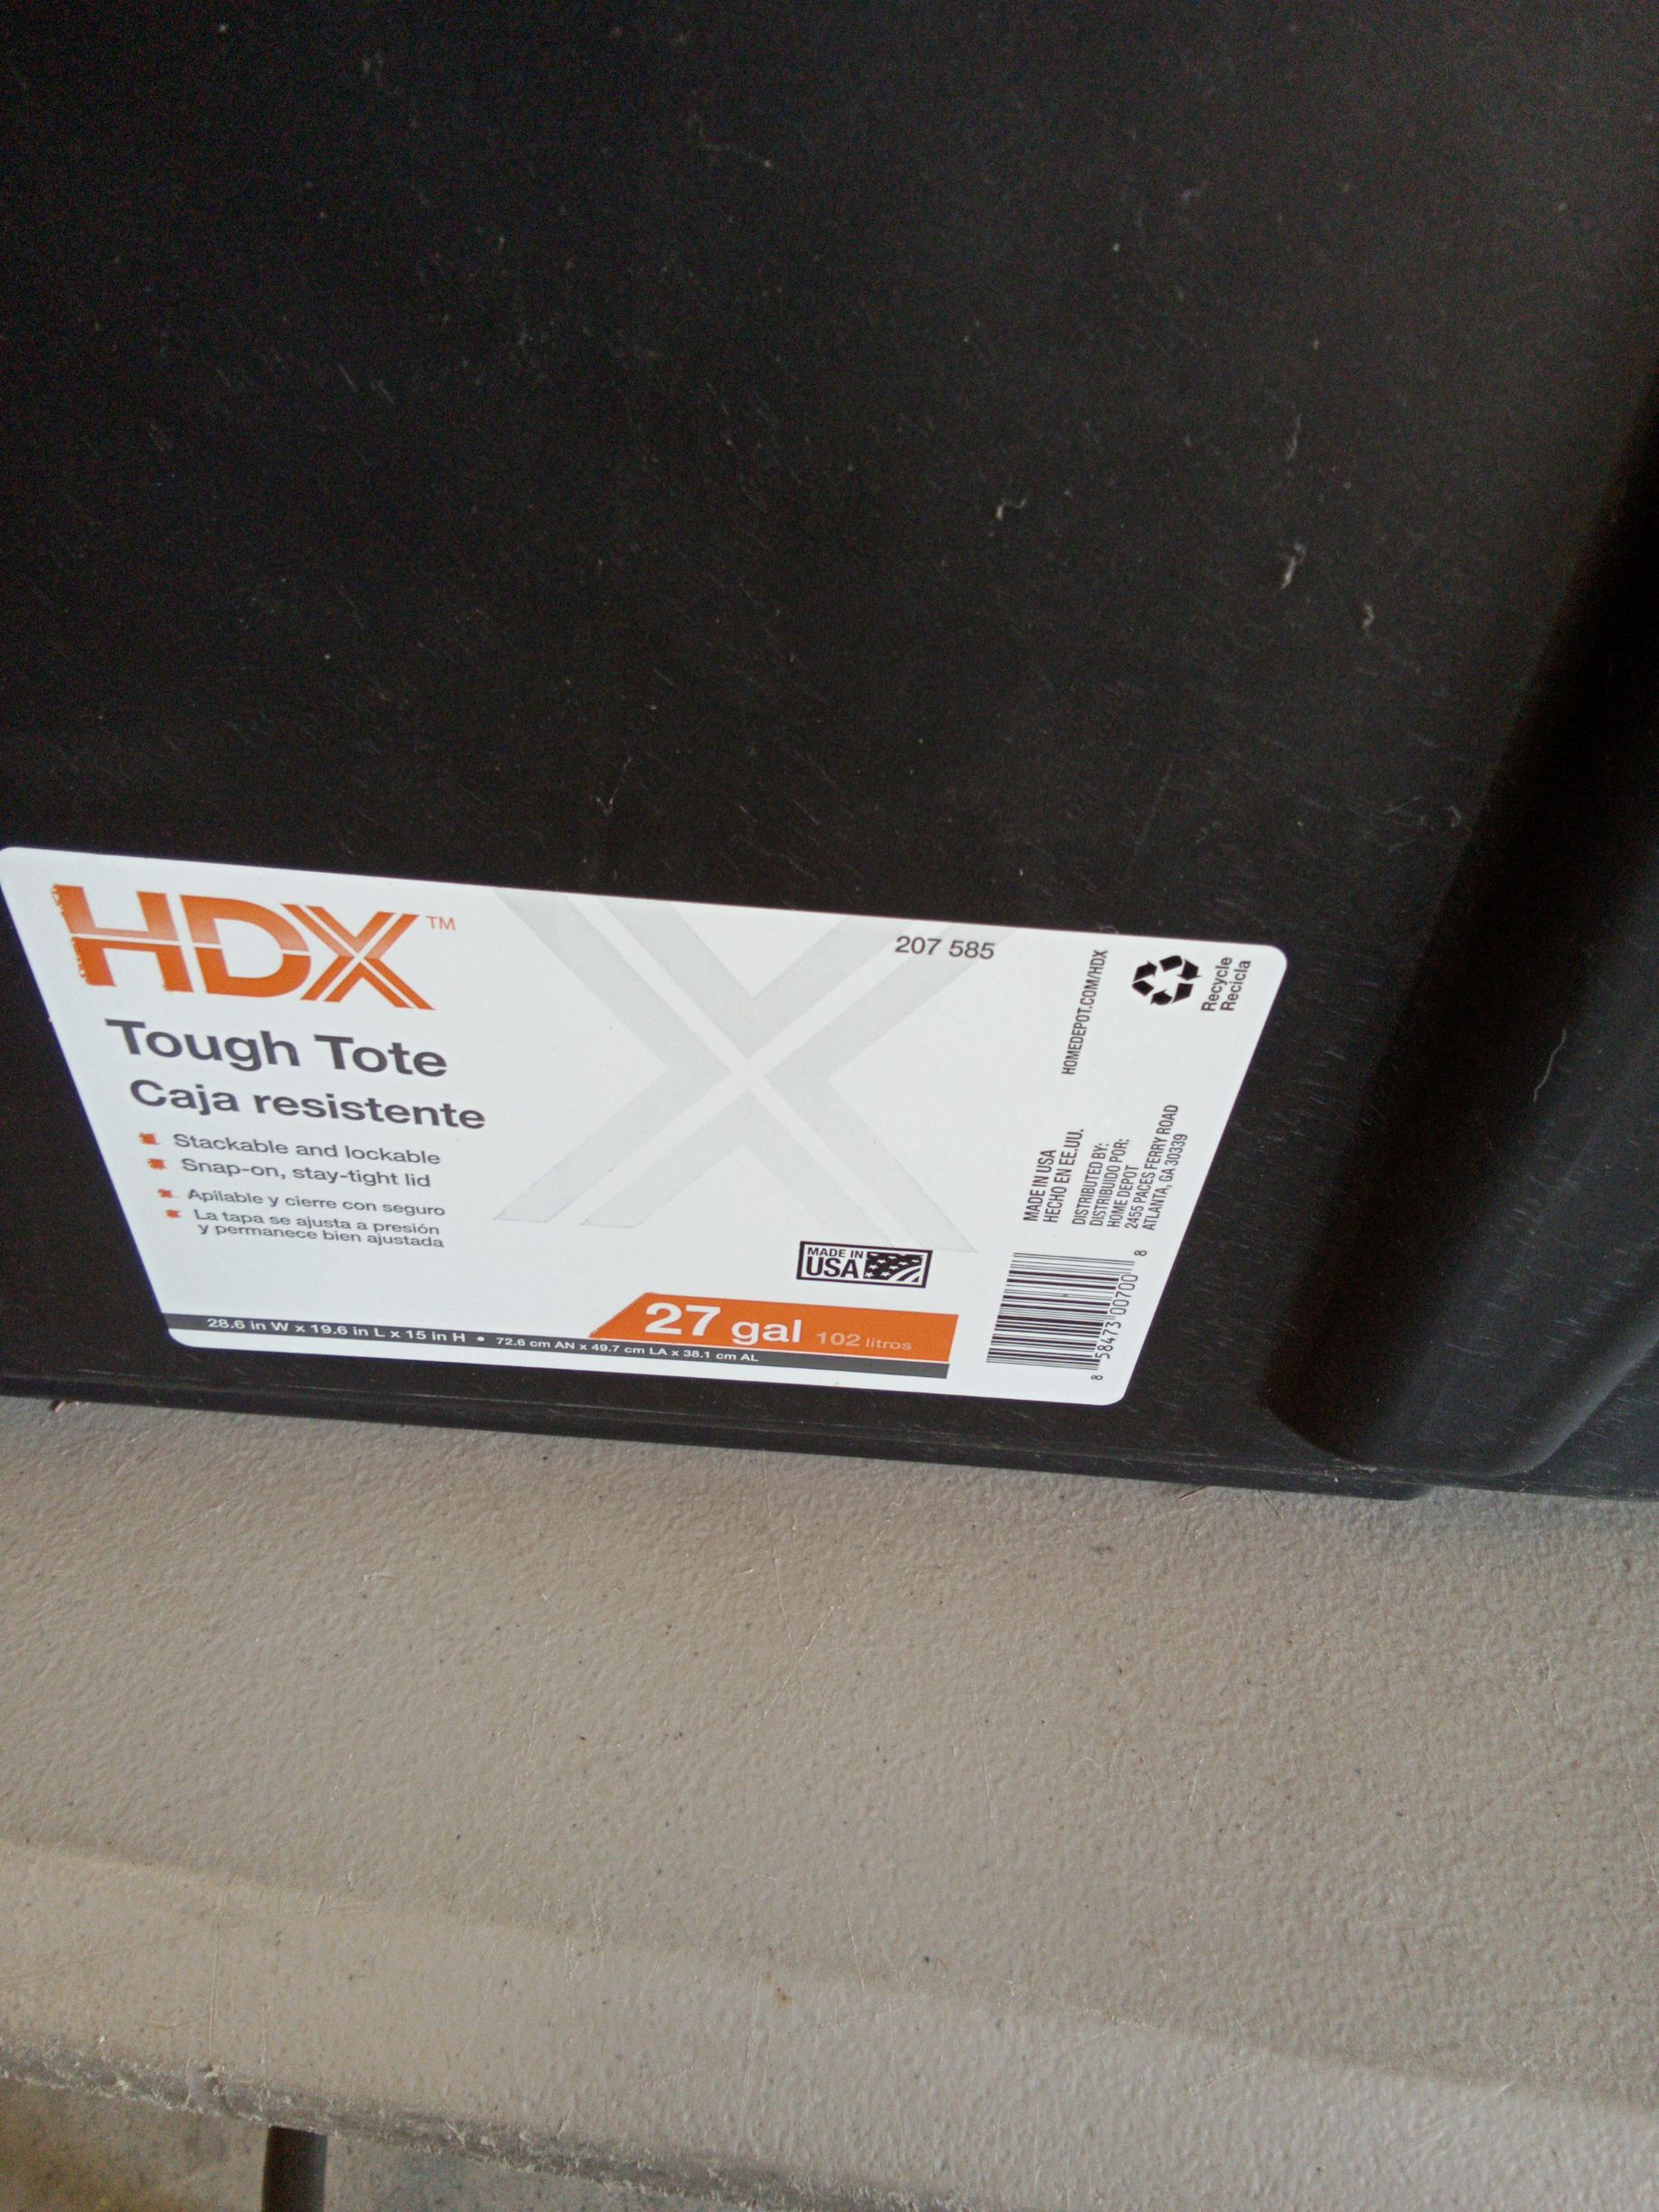 HDX™
Tough Tote
Caja resistente
Stackable and lockable
Snap-on, stay-tight lid
Apilable y cierre con seguro
La tapa se ajusta a presión
y permanece bien ajustada
28.6 in W x 19.6 in L x 15 in H • 72.6 cm AN x 49.7 cm LA x 38.1 cm AL
27 gal 102 litros
MADE IN
USA
207 585
HOMEDEPOT.COM/HDX
Recycle
Recicla
MADE IN USA
HECHO EN EE.UU.
DISTRIBUTED BY:
DISTRIBUIDO POR:
HOME DEPOT
2455 PACES FERRY ROAD
ATLANTA, GA 30339
8 58473 00700 8